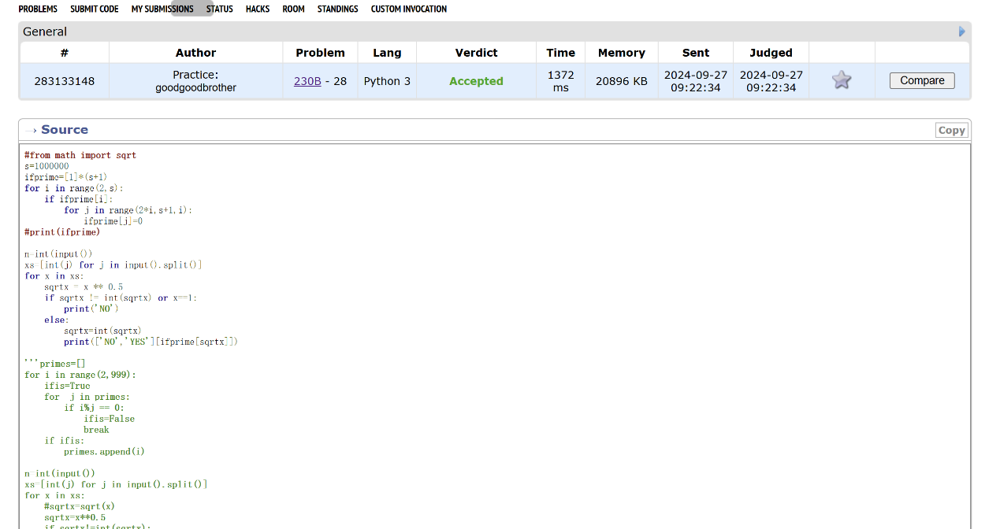 PROBLEMS SUBMIT CODE MY SUBMISSIONS STATUS HACKS ROOM STANDINGS CUSTOM INVOCATION
General
# Author Problem Lang Verdict Time Memory Sent Judged
283133148 Practice: goodgoodbrother 230B - 28 Python 3 Accepted 1372 ms 20896 KB 2024-09-27 09:22:34 2024-09-27 09:22:34 Compare
→ Source Copy
#from math import sqrt
s=1000000
ifprime=[1]*(s+1)
for i in range(2,s):
    if ifprime[i]:
        for j in range(2*i,s+1,i):
            ifprime[j]=0
#print(ifprime)
n=int(input())
xs=[int(j) for j in input().split()]
for x in xs:
    sqrtx = x ** 0.5
    if sqrtx != int(sqrtx) or x==1:
        print('NO')
    else:
        sqrtx=int(sqrtx)
        print(['NO','YES'][ifprime[sqrtx]])
'''primes=[]
for i in range(2,999):
    ifis=True
    for  j in primes:
        if i%j == 0:
            ifis=False
            break
    if ifis:
        primes.append(i)
n=int(input())
xs=[int(j) for j in input().split()]
for x in xs:
    #sqrtx=sqrt(x)
    sqrtx=x**0.5
    if sqrtx!=int(sqrtx):